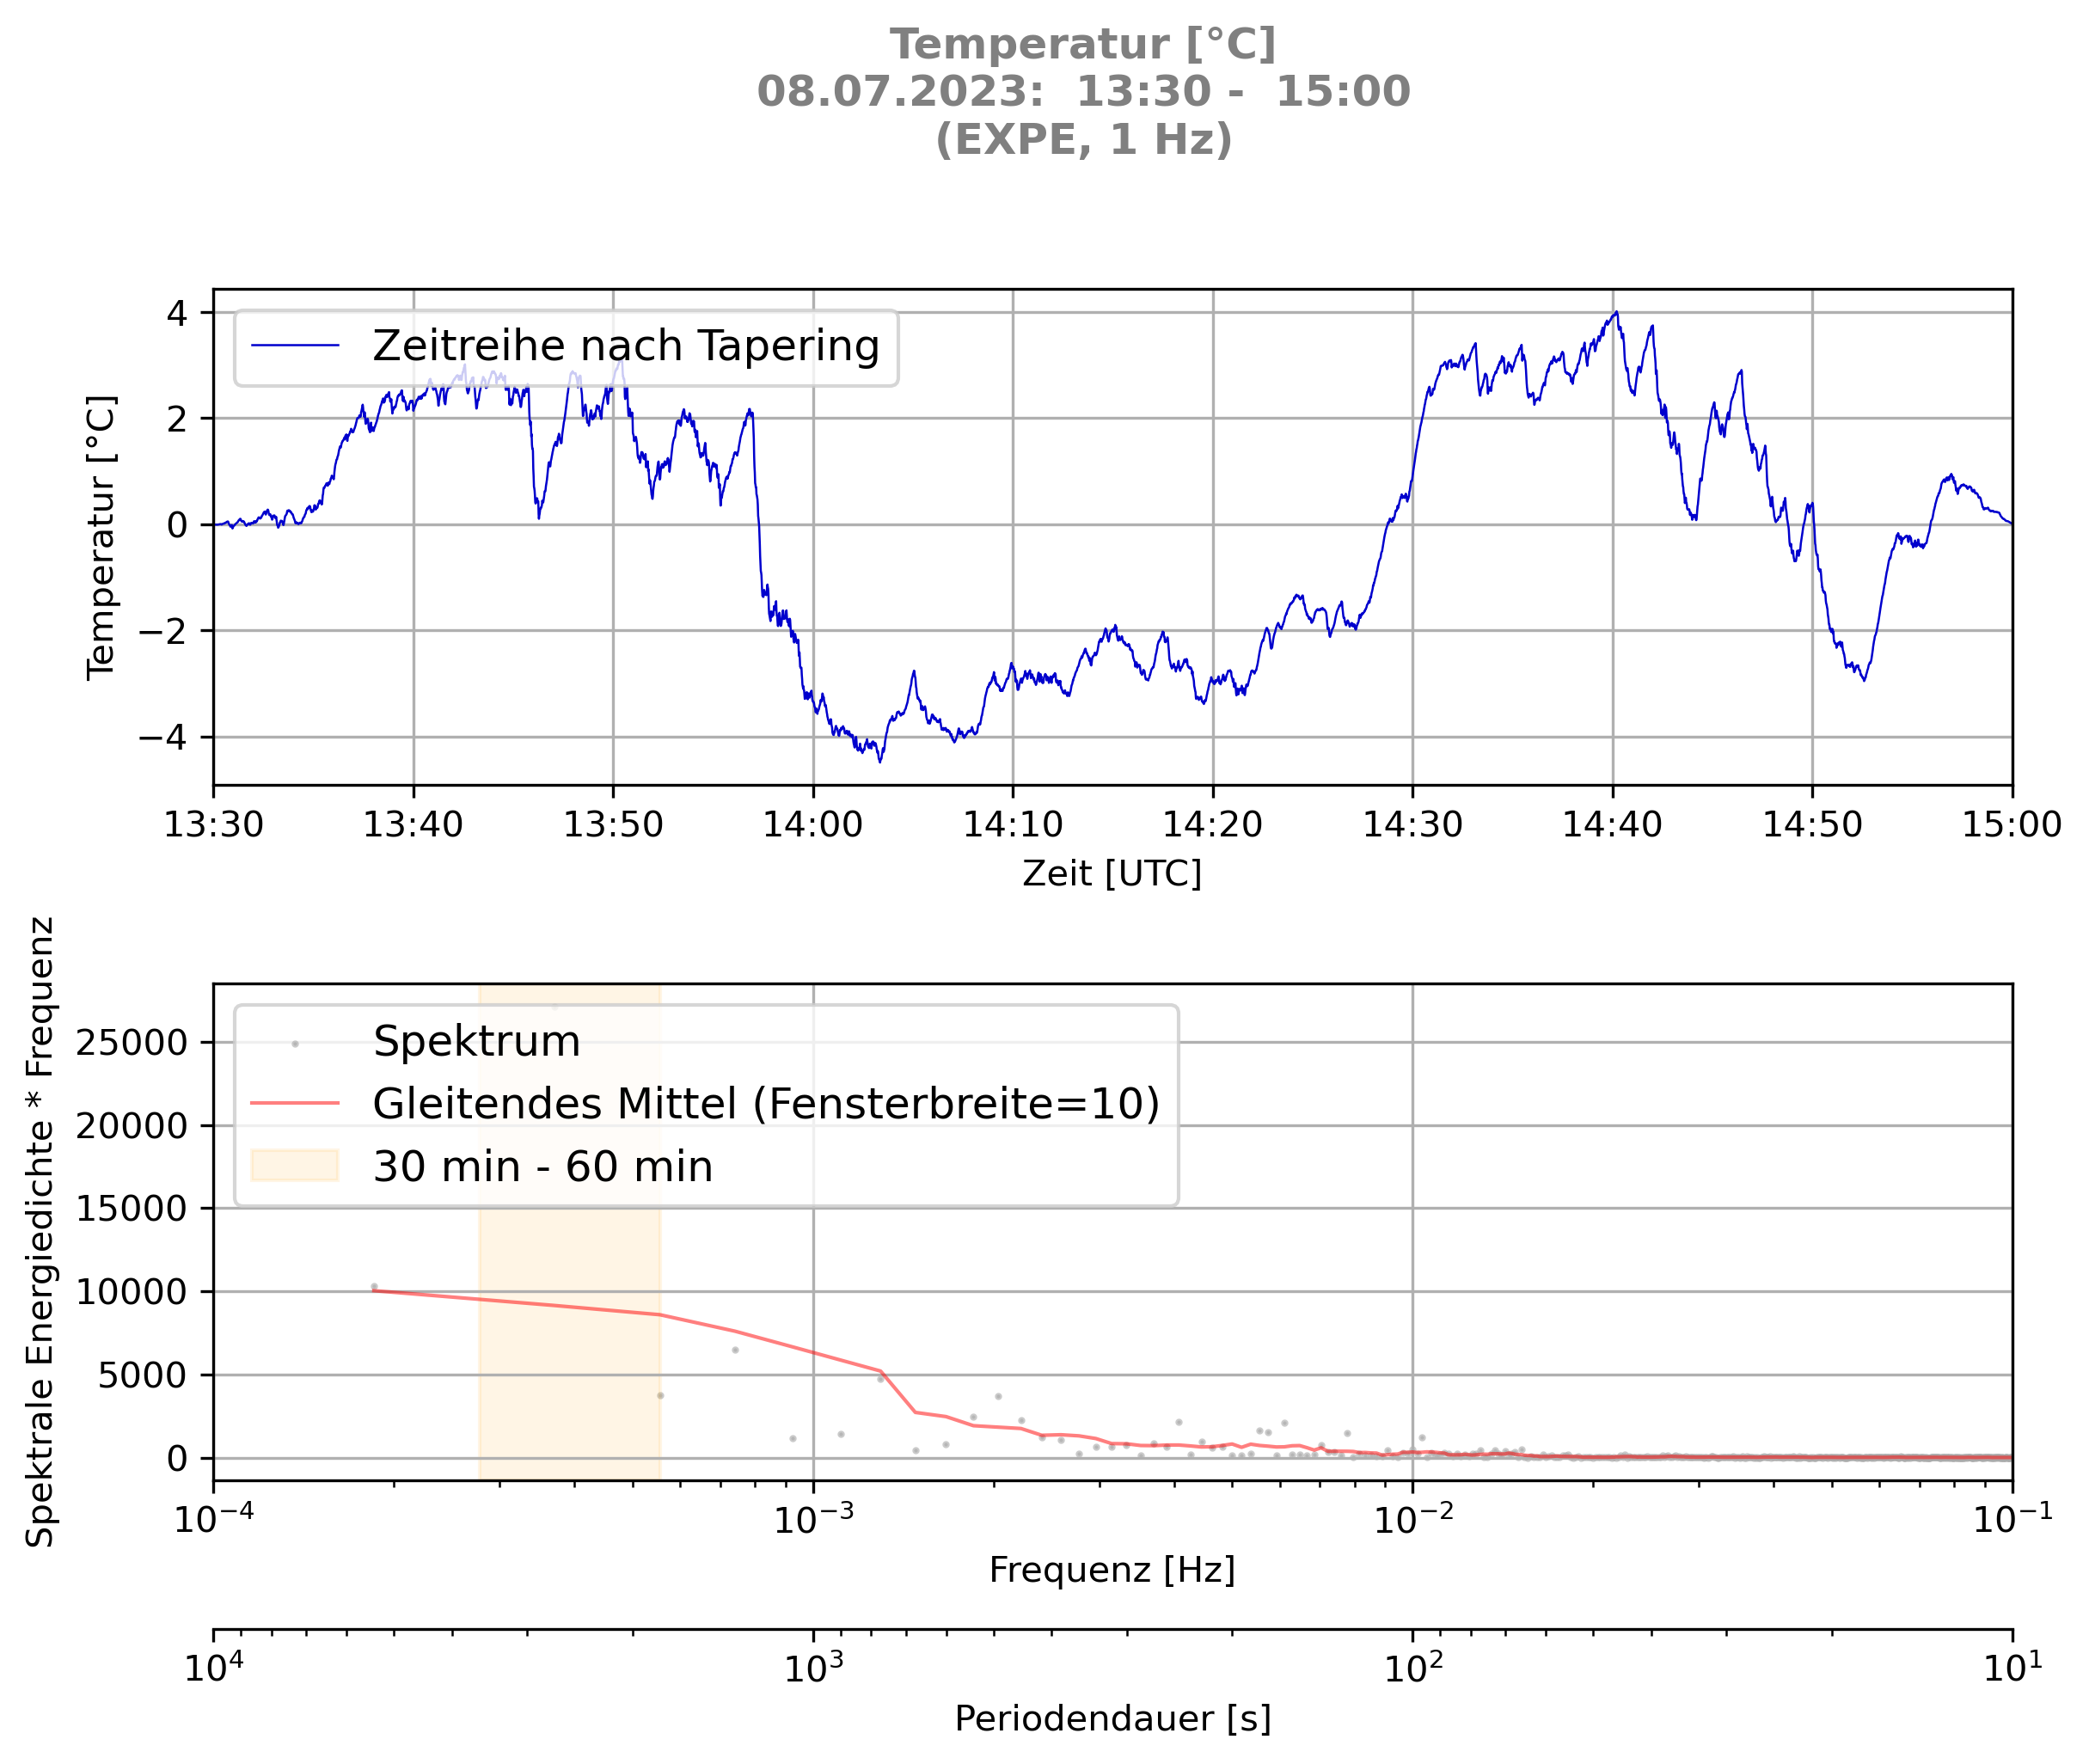 Temperatur [°C]
08.07.2023:  13:30 -  15:00
(EXPE, 1 Hz)
Temperatur [°C]
4
2
0
−2
−4
Zeitreihe nach Tapering
13:30 13:40 13:50 14:00 14:10 14:20 14:30 14:40 14:50 15:00
Zeit [UTC]
Spektrale Energiedichte * Frequenz
25000
20000
15000
10000
5000
0
Spektrum
Gleitendes Mittel (Fensterbreite=10)
30 min - 60 min
10⁻⁴ 10⁻³ 10⁻² 10⁻¹
Frequenz [Hz]
10⁴ 10³ 10² 10¹
Periodendauer [s]